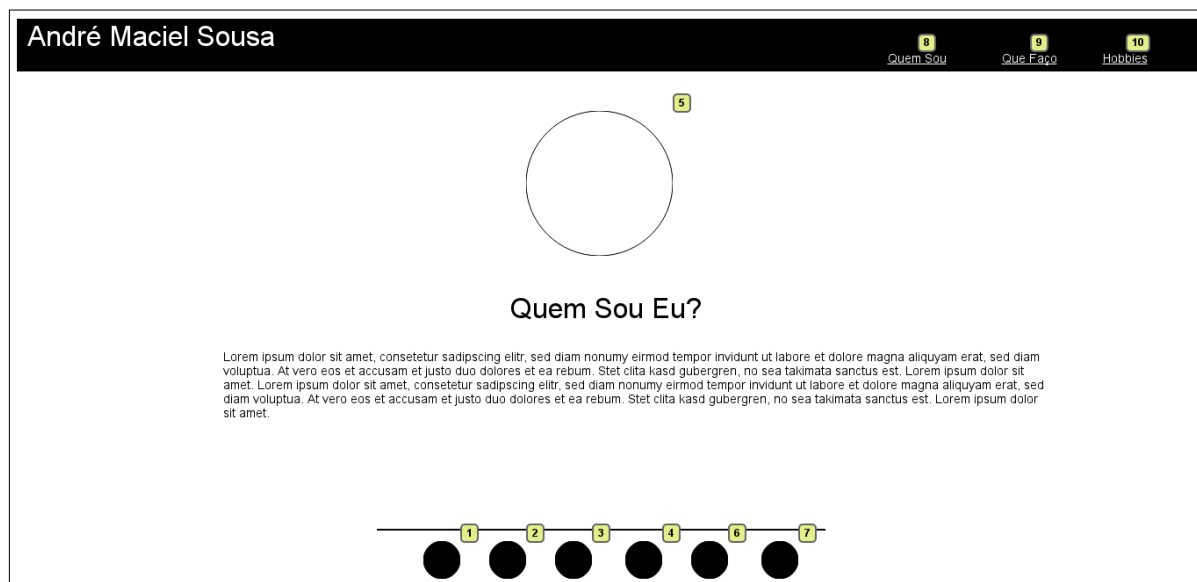 André Maciel Sousa
8
9
10
Quem Sou
Que Faço
Hobbies
5
Quem Sou Eu?
Lorem ipsum dolor sit amet, consetetur sadipscing elitr, sed diam nonumy eirmod tempor invidunt ut labore et dolore magna aliquyam erat, sed diam
voluptua. At vero eos et accusam et justo duo dolores et ea rebum. Stet clita kasd gubergren, no sea takimata sanctus est. Lorem ipsum dolor sit
amet. Lorem ipsum dolor sit amet, consetetur sadipscing elitr, sed diam nonumy eirmod tempor invidunt ut labore et dolore magna aliquyam erat, sed
diam voluptua. At vero eos et accusam et justo duo dolores et ea rebum. Stet clita kasd gubergren, no sea takimata sanctus est. Lorem ipsum dolor
sit amet.
1
2
3
4
6
7